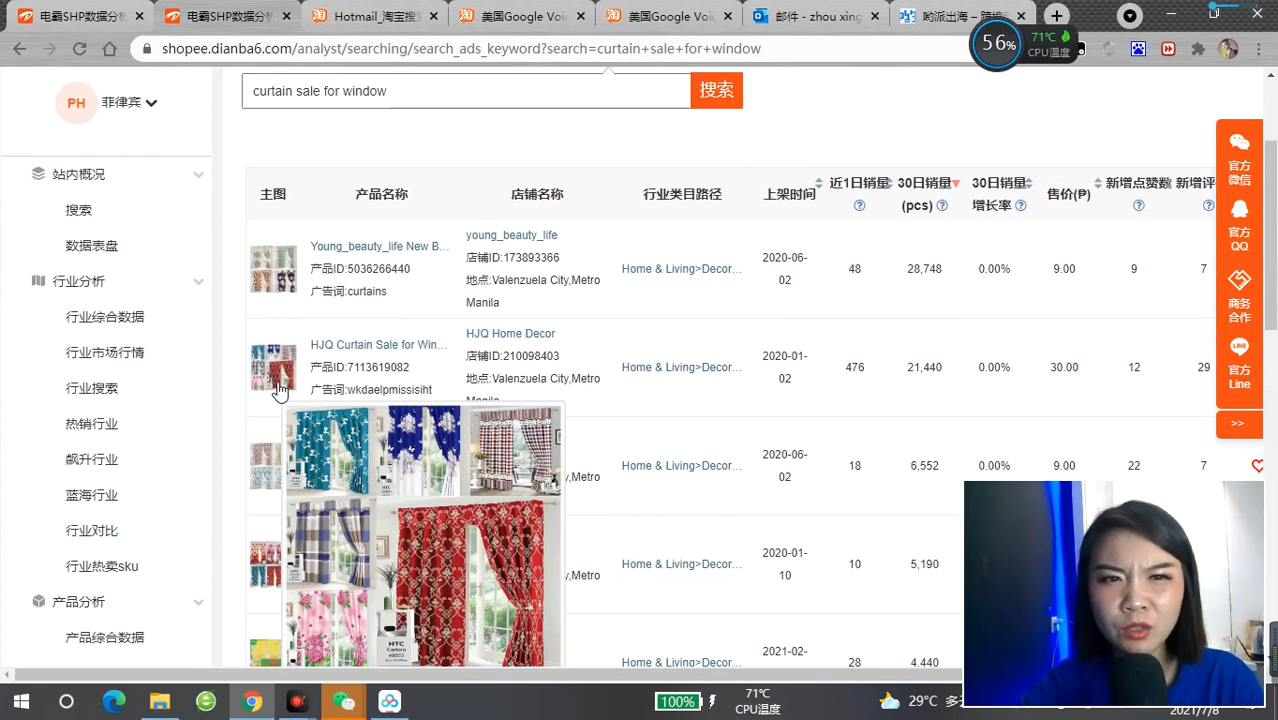 电霸SHP数据分析
电霸SHP数据分析
Hotmail_淘宝搜
美国Google Voi
美国Google Voi
邮件 - zhou xing
哟派出海 – 跨
shopee.dianba6.com/analyst/searching/search_ads_keyword?search=curtain+sale+for+window
56%
71℃
CPU温度
PH 菲律宾
curtain sale for window
搜索
站内概况
搜索
数据表盘
行业分析
行业综合数据
行业市场行情
行业搜索
热销行业
飙升行业
蓝海行业
行业对比
行业热卖sku
产品分析
产品综合数据
主图 产品名称 店铺名称 行业类目路径 上架时间 近1日销量 30日销量 (pcs) 30日销量 增长率 售价(₱) 新增点赞数 新增评
Young_beauty_life New B...
产品ID:5036266440
广告词:curtains
young_beauty_life
店铺ID:173893366
地点:Valenzuela City,Metro
Manila
Home & Living>Decor...
2020-06-
02
48
28,748
0.00%
9.00
9
7
HJQ Curtain Sale for Win...
产品ID:7113619082
广告词:wkdaelpmissisiht
HJQ Home Decor
店铺ID:210098403
地点:Valenzuela City,Metro
Manila
Home & Living>Decor...
2020-01-
02
476
21,440
0.00%
30.00
12
29
,Metro
Home & Living>Decor...
2020-06-
02
18
6,552
0.00%
9.00
22
7
,Metro
Home & Living>Decor...
2020-01-
10
10
5,190
Home & Living>Decor...
2021-02-
28
4,440
HTC
Curtain
官方
微信
官方
QQ
商务
合作
LINE
官方
Line
>>
100%
71℃
CPU温度
29°C 多
2021/7/8